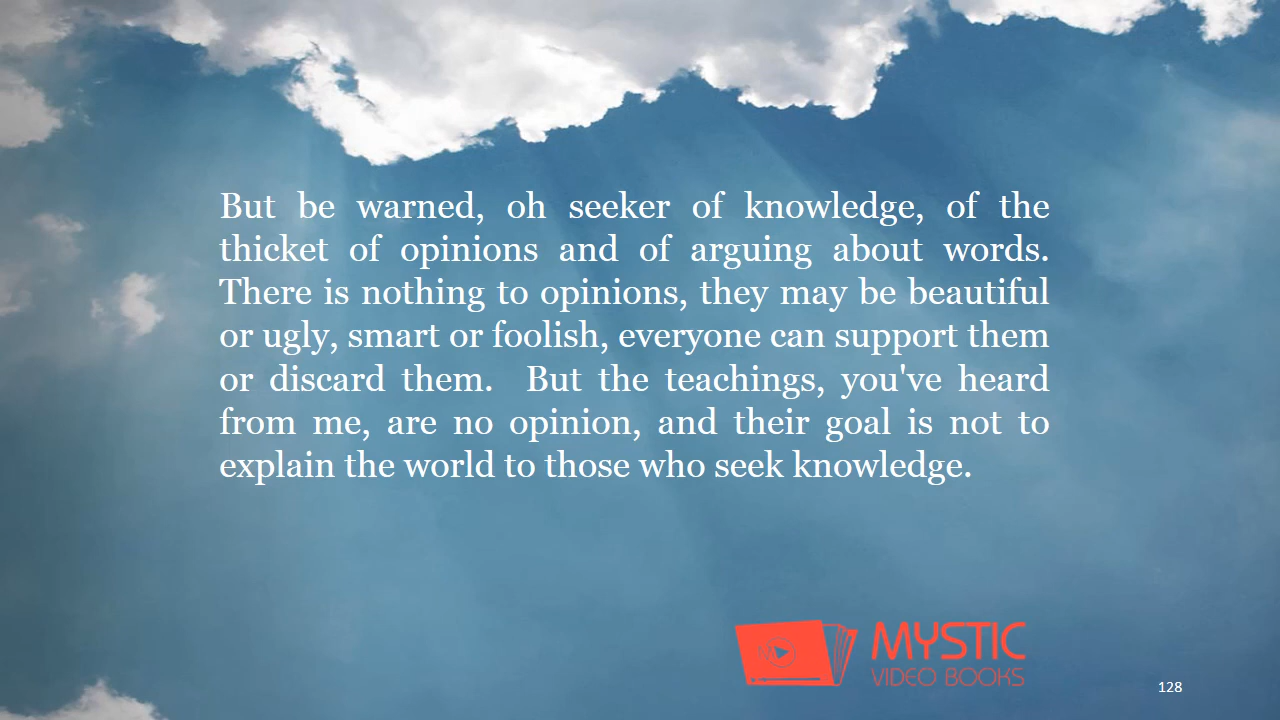 But be warned, oh seeker of knowledge, of the
thicket of opinions and of arguing about words.
There is nothing to opinions, they may be beautiful
or ugly, smart or foolish, everyone can support them
or discard them.  But the teachings, you've heard
from me, are no opinion, and their goal is not to
explain the world to those who seek knowledge.
MYSTIC
VIDEO BOOKS
128